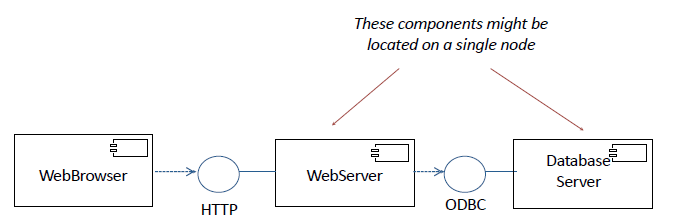 These components might be
located on a single node
WebBrowser
HTTP
WebServer
ODBC
Database
Server